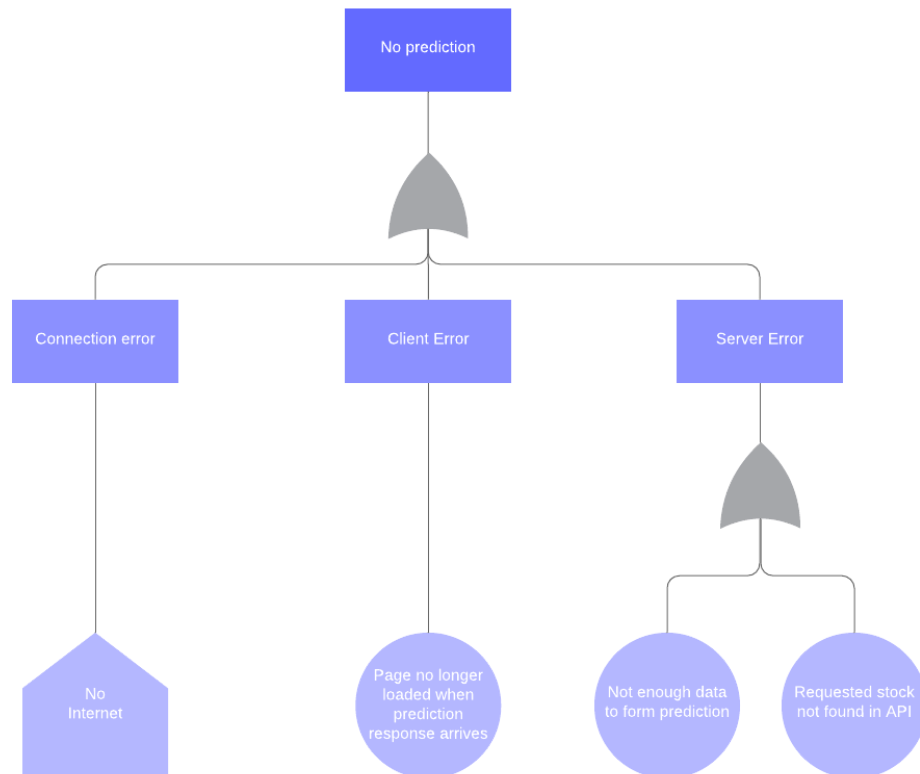 No prediction
Connection error
Client Error
Server Error
No
Internet
Page no longer
loaded when
prediction
response arrives
Not enough data
to form prediction
Requested stock
not found in API